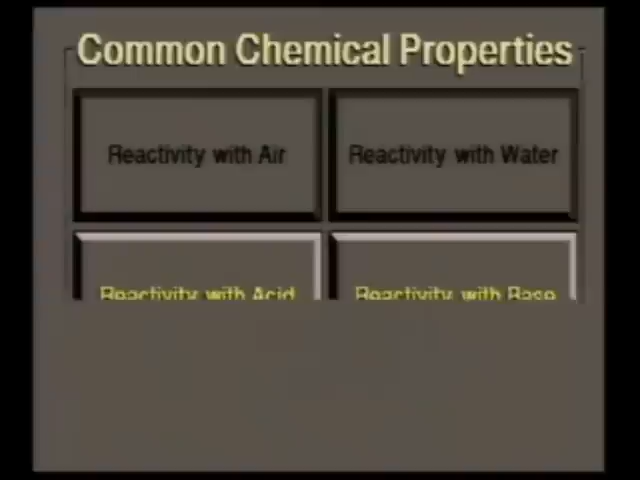 Common Chemical Properties
Reactivity with Air
Reactivity with Water
Reactivity with Acid
Reactivity with Base